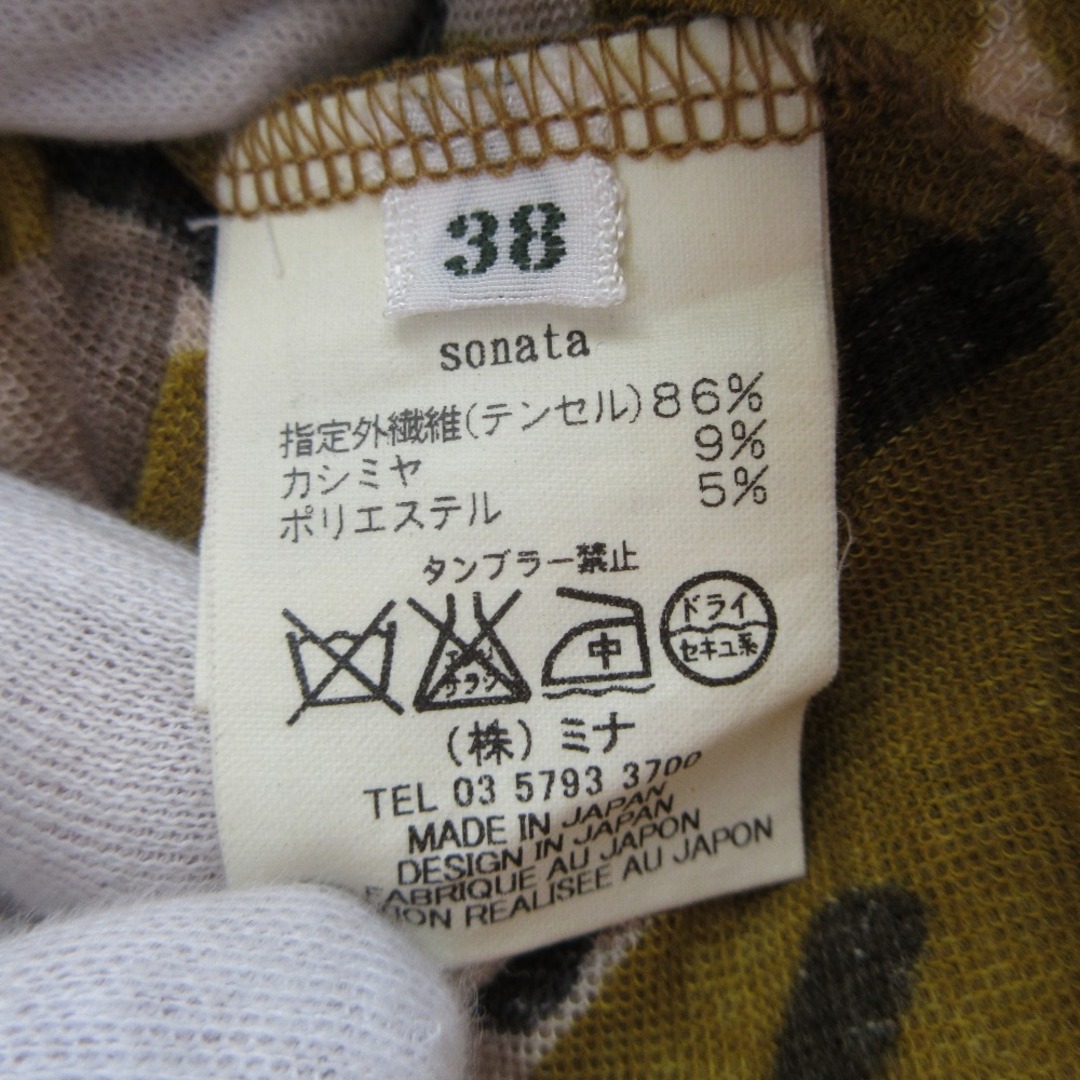 38
sonata
指定外繊維(テンセル)86%
カシミヤ 9%
ポリエステル 5%
タンブラー禁止
中
ドライ
セキユ系
(株)ミナ
TEL 03 5793 3700
MADE IN JAPAN
DESIGN IN JAPAN
FABRIQUE AU JAPON
REALISEE AU JAPON